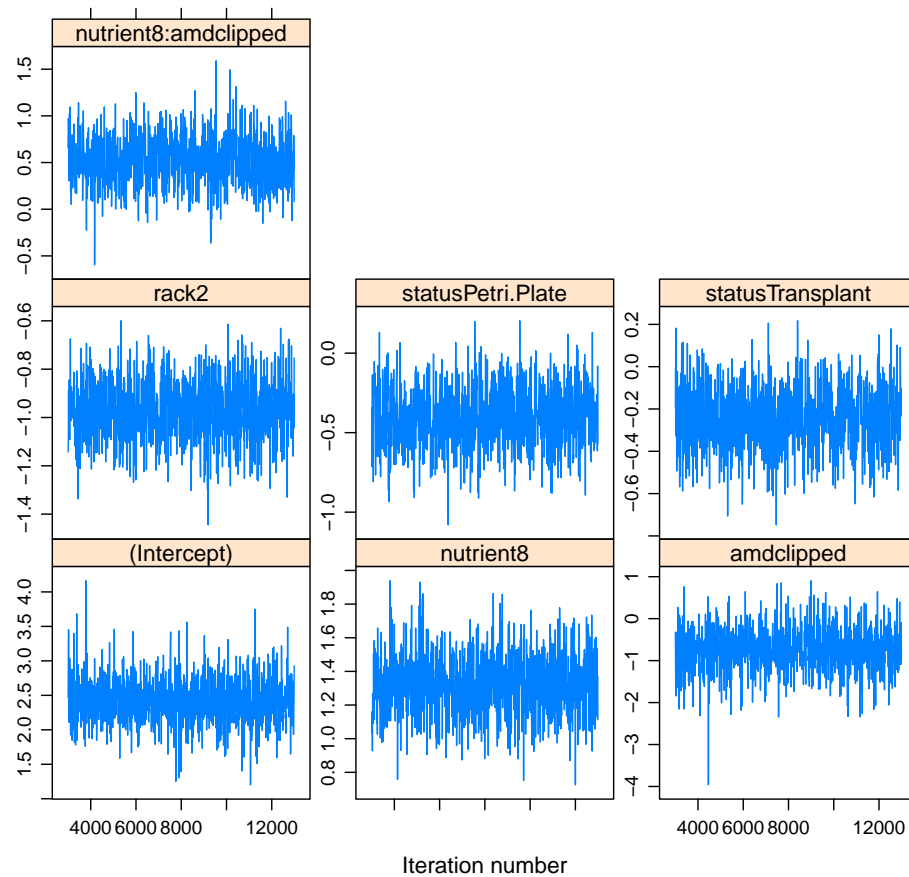 nutrient8:amdclipped
−0.5 0.0 0.5 1.0 1.5
rack2 statusPetri.Plate statusTransplant
−1.4 −1.2 −1.0 −0.8 −0.6
−1.0 −0.5 0.0
−0.6 −0.4 −0.2 0.0 0.2
(Intercept) nutrient8 amdclipped
1.5 2.0 2.5 3.0 3.5 4.0
0.8 1.0 1.2 1.4 1.6 1.8
−4 −3 −2 −1 0 1
4000 6000 8000 12000 4000 6000 8000 12000
Iteration number